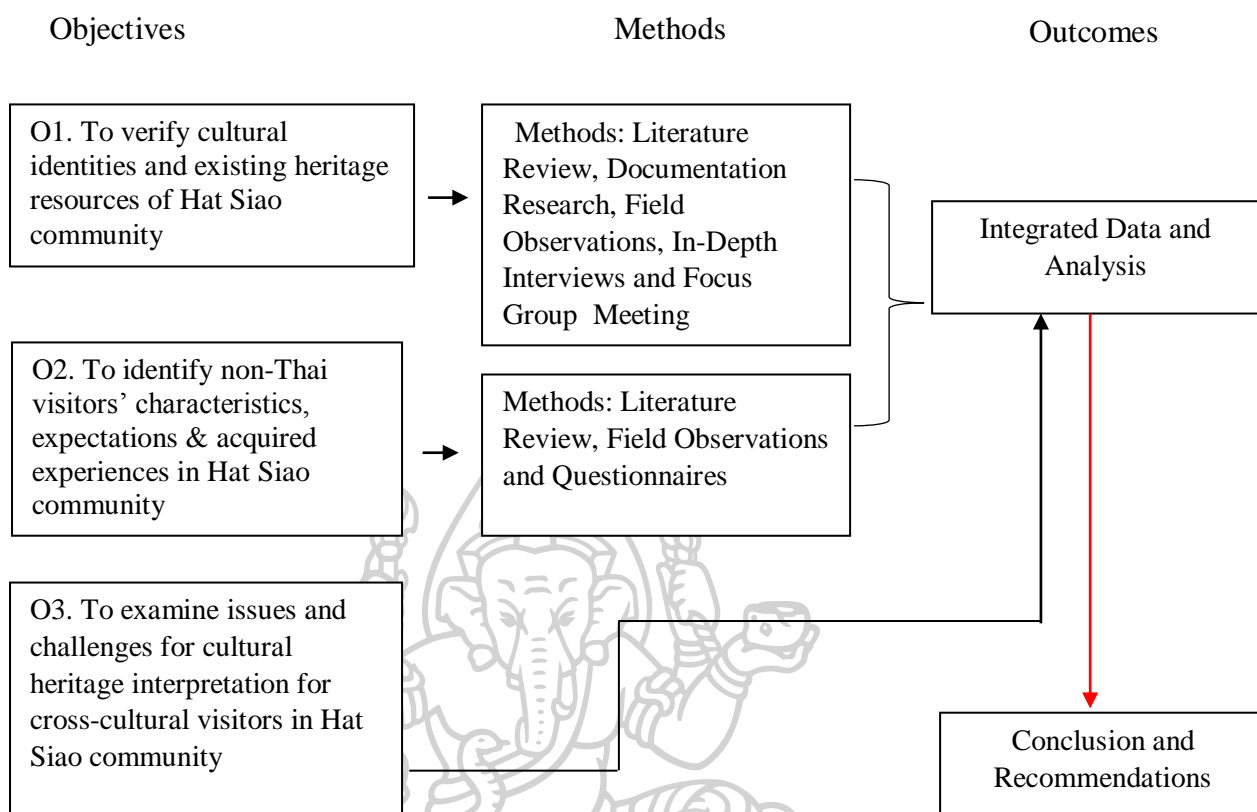 Objectives
Methods
Outcomes
O1. To verify cultural
identities and existing heritage
resources of Hat Siao
community
Methods: Literature
Review, Documentation
Research, Field
Observations, In-Depth
Interviews and Focus
Group Meeting
Integrated Data and
Analysis
O2. To identify non-Thai
visitors’ characteristics,
expectations & acquired
experiences in Hat Siao
community
Methods: Literature
Review, Field Observations
and Questionnaires
O3. To examine issues and
challenges for cultural
heritage interpretation for
cross-cultural visitors in Hat
Siao community
Conclusion and
Recommendations